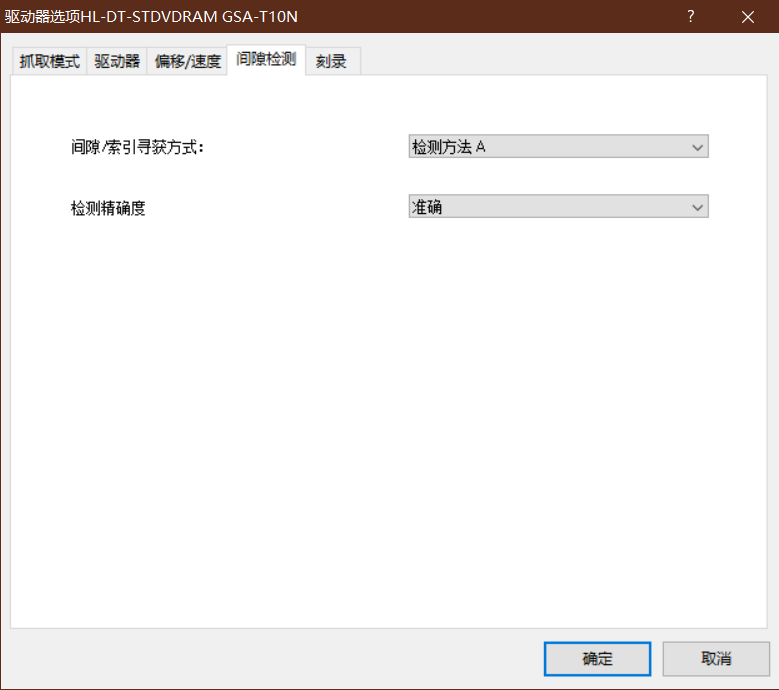 驱动器选项HL-DT-STDVDRAM GSA-T10N
抓取模式 驱动器 偏移/速度 间隙检测 刻录
间隙/索引寻获方式： 检测方法 A
检测精确度 准确
确定 取消